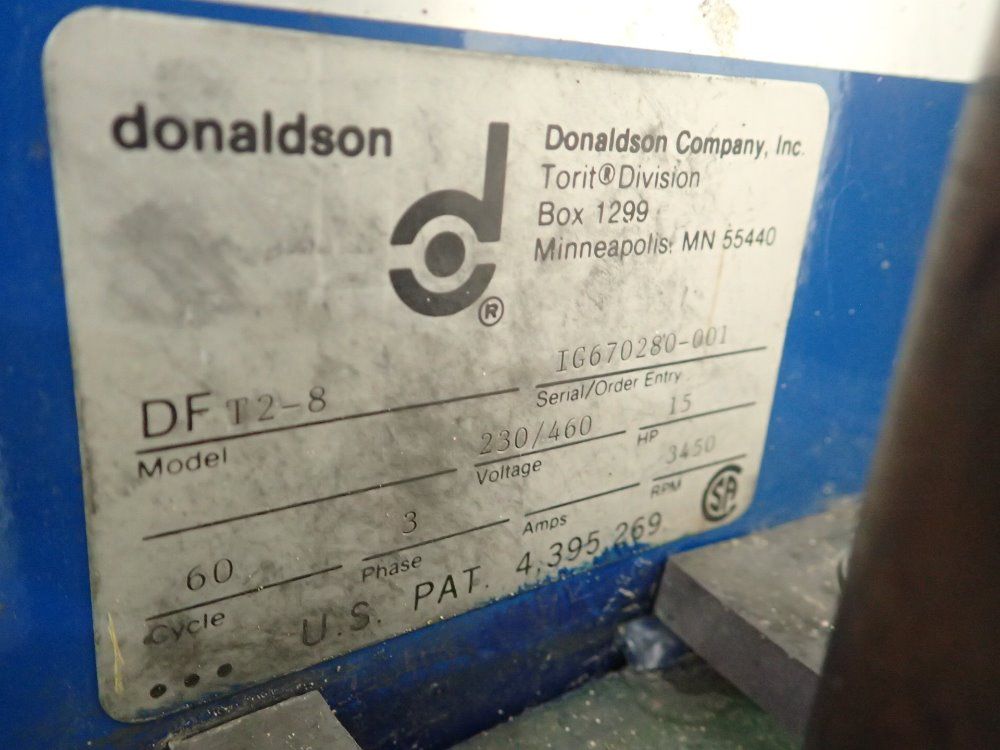 donaldson
d®
Donaldson Company, Inc.
Torit® Division
Box 1299
Minneapolis, MN 55440
DF T2-8
Model
IG670280-001
Serial/Order Entry
230/460
Voltage
15
HP
60
Cycle
3
Phase
Amps
3450
RPM
SA
U.S. PAT. 4,395,269